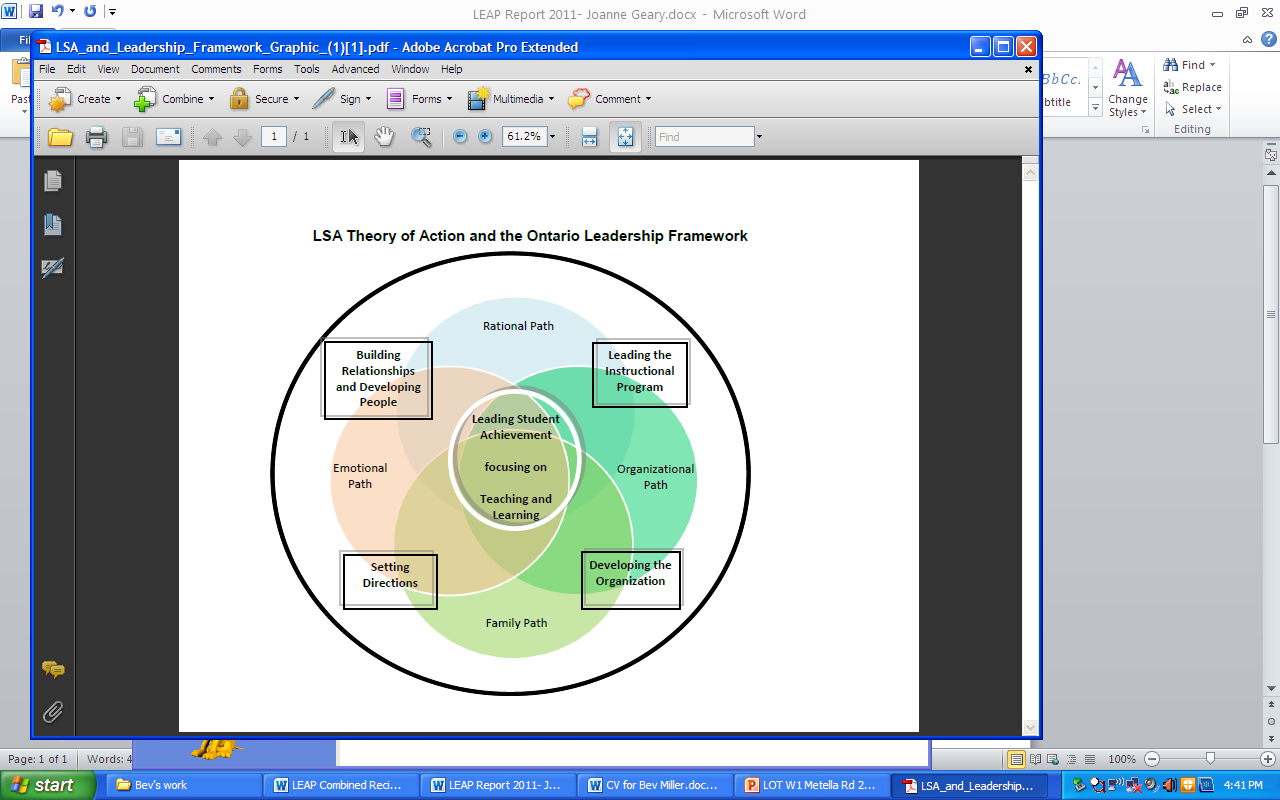 LEAP Report 2011- Joanne Geary.docx - Microsoft Word
LSA_and_Leadership_Framework_Graphic_(1)[1].pdf - Adobe Acrobat Pro Extended
File Edit View Document Comments Forms Tools Advanced Window Help
Create Combine Secure Sign Forms Multimedia Comment
1 / 1 61.2% Find
Find
Replace
Select
Change
Styles
Editing
LSA Theory of Action and the Ontario Leadership Framework
Rational Path
Building
Relationships
and Developing
People
Leading the
Instructional
Program
Leading Student
Achievement
focusing on
Teaching and
Learning
Emotional
Path
Organizational
Path
Setting
Directions
Developing the
Organization
Family Path
Page: 1 of 1 Words: 4
100%
start Bev's work LEAP Combined Reci... LEAP Report 2011- J... CV for Bev Miller.doc... LOT W1 Metella Rd 2... LSA_and_Leadership... 4:41 PM